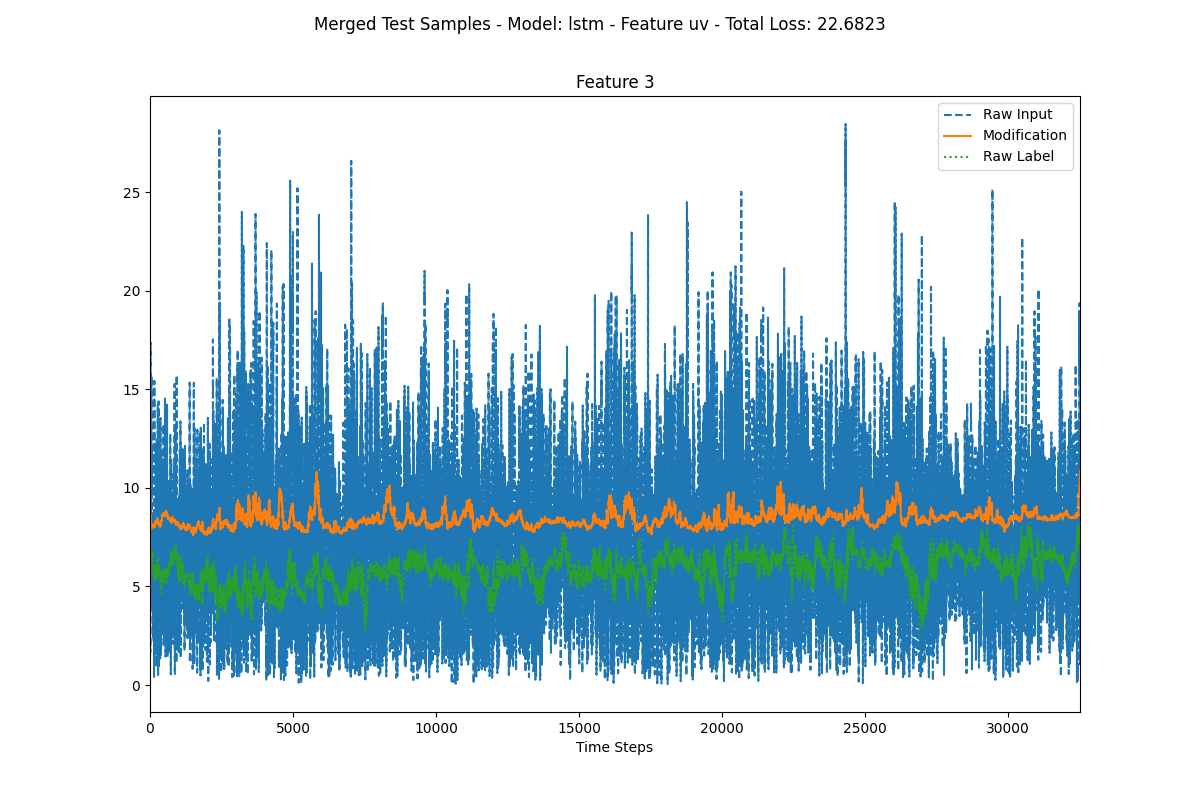 Merged Test Samples - Model: lstm - Feature uv - Total Loss: 22.6823
Feature 3
Raw Input
Modification
Raw Label
25
20
15
10
5
0
0 5000 10000 15000 20000 25000 30000
Time Steps